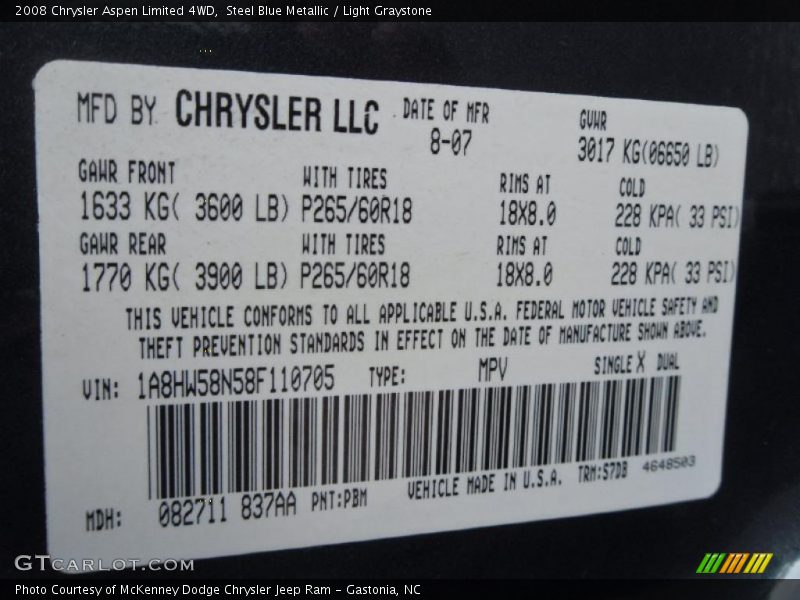 2008 Chrysler Aspen Limited 4WD,  Steel Blue Metallic / Light Graystone
MFD BY CHRYSLER LLC DATE OF MFR GVWR
8-07 3017 KG(06650 LB)
GAWR FRONT WITH TIRES RIMS AT COLD
1633 KG( 3600 LB) P265/60R18 18X8.0 228 KPA( 33 PSI)
GAWR REAR WITH TIRES RIMS AT COLD
1770 KG( 3900 LB) P265/60R18 18X8.0 228 KPA( 33 PSI)
THIS VEHICLE CONFORMS TO ALL APPLICABLE U.S.A. FEDERAL MOTOR VEHICLE SAFETY AND
THEFT PREVENTION STANDARDS IN EFFECT ON THE DATE OF MANUFACTURE SHOWN ABOVE.
VIN: 1A8HW58N58F110705 TYPE: MPV SINGLE X DUAL
MDH: 082711 837AA PNT:PBM VEHICLE MADE IN U.S.A. TRM:S7DB 4648503
GTCARLOT.COM
Photo Courtesy of McKenney Dodge Chrysler Jeep Ram - Gastonia, NC